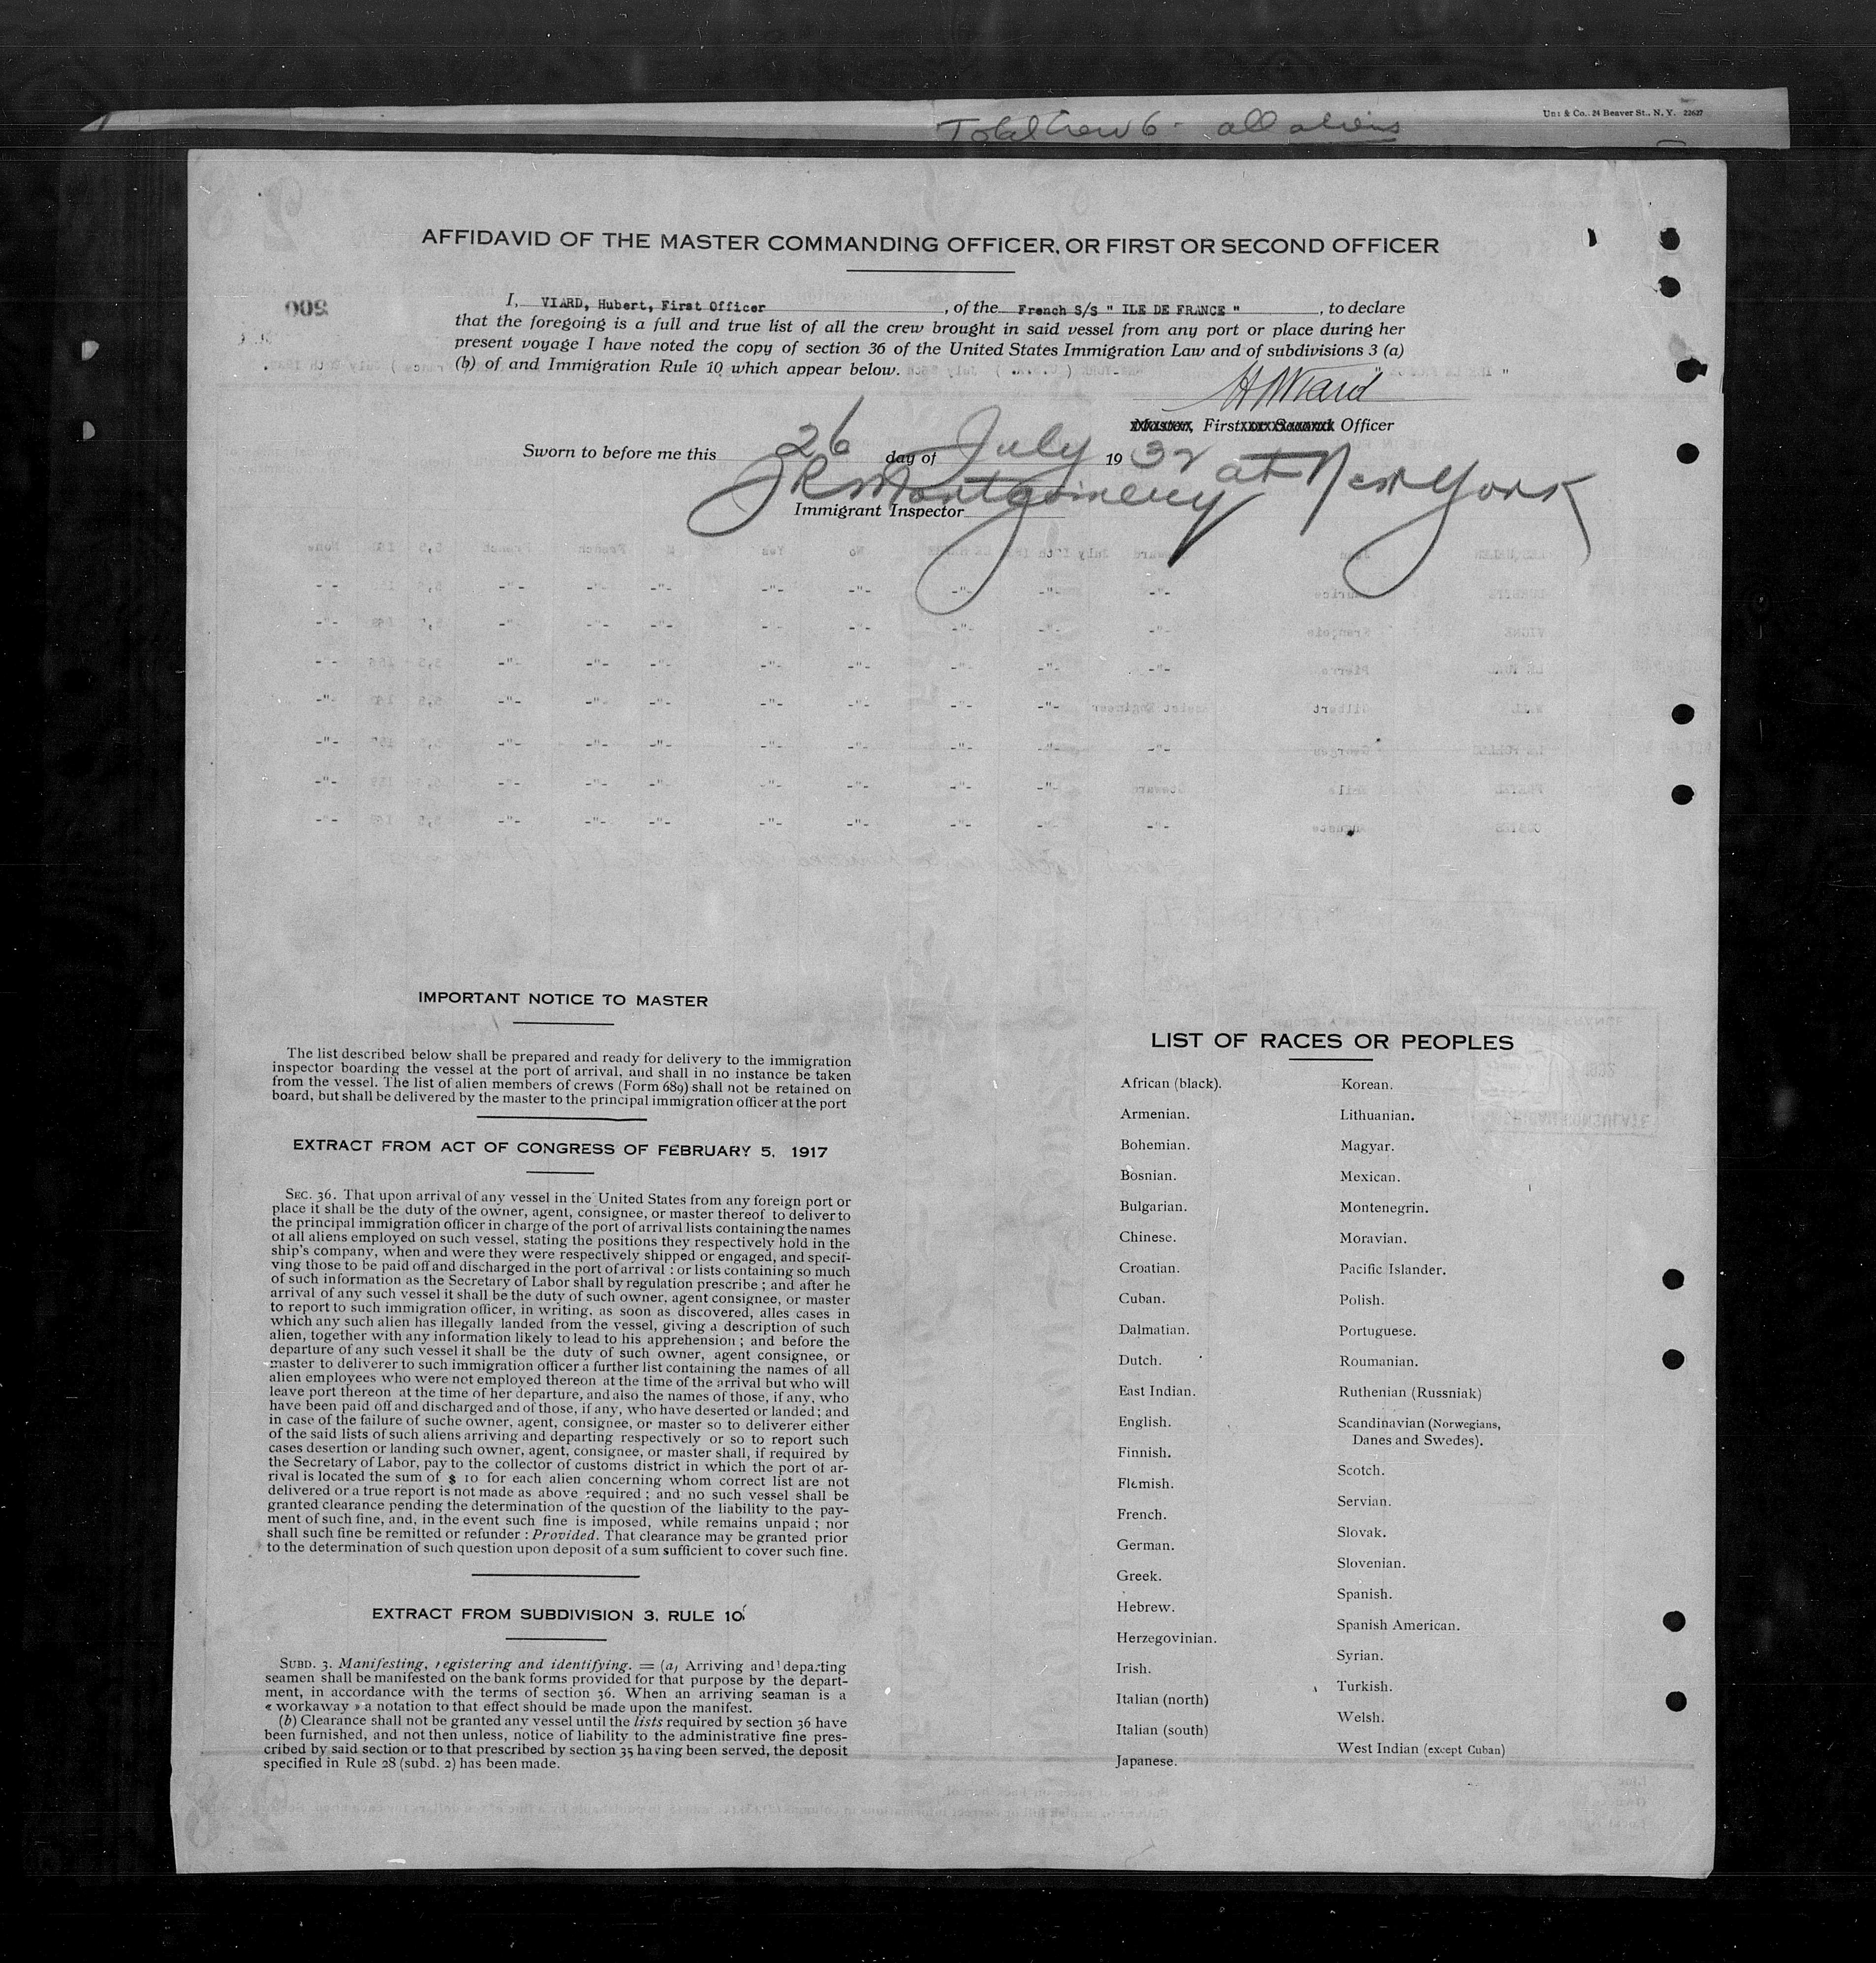 Total Crew 6 - all aliens
& Co.. 24 Beaver St., N. Y. 22627
AFFIDAVID OF THE MASTER COMMANDING OFFICER, OR FIRST OR SECOND OFFICER
I, VIARD, Hubert, First Officer, of the French S/S " ILE DE FRANCE ", to declare
that the foregoing is a full and true list of all the crew brought in said vessel from any port or place during her
present voyage I have noted the copy of section 36 of the United States Immigration Law and of subdivisions 3 (a)
(b) of and Immigration Rule 10 which appear below.
HViard
Master, First or Second Officer
Sworn to before me this 26 day of July 1932 at New York
JR Montgomery
Immigrant Inspector
IMPORTANT NOTICE TO MASTER
The list described below shall be prepared and ready for delivery to the immigration
inspector boarding the vessel at the port of arrival, and shall in no instance be taken
from the vessel. The list of alien members of crews (Form 689) shall not be retained on
board, but shall be delivered by the master to the principal immigration officer at the port
EXTRACT FROM ACT OF CONGRESS OF FEBRUARY 5, 1917
SEC. 36. That upon arrival of any vessel in the United States from any foreign port or
place it shall be the duty of the owner, agent, consignee, or master thereof to deliver to
the principal immigration officer in charge of the port of arrival lists containing the names
of all aliens employed on such vessel, stating the positions they respectively hold in the
ship's company, when and were they were respectively shipped or engaged, and specif-
ving those to be paid off and discharged in the port of arrival : or lists containing so much
of such information as the Secretary of Labor shall by regulation prescribe ; and after he
arrival of any such vessel it shall be the duty of such owner, agent consignee, or master
to report to such immigration officer, in writing, as soon as discovered, alles cases in
which any such alien has illegally landed from the vessel, giving a description of such
alien, together with any information likely to lead to his apprehension ; and before the
departure of any such vessel it shall be the duty of such owner, agent consignee, or
master to deliverer to such immigration officer a further list containing the names of all
alien employees who were not employed thereon at the time of the arrival but who will
leave port thereon at the time of her departure, and also the names of those, if any, who
have been paid off and discharged and of those, if any, who have deserted or landed; and
in case of the failure of suche owner, agent, consignee, or master so to deliverer either
of the said lists of such aliens arriving and departing respectively or so to report such
cases desertion or landing such owner, agent, consignee, or master shall, if required by
the Secretary of Labor, pay to the collector of customs district in which the port of ar-
rival is located the sum of $ 10 for each alien concerning whom correct list are not
delivered or a true report is not made as above required ; and no such vessel shall be
granted clearance pending the determination of the question of the liability to the pay-
ment of such fine, and, in the event such fine is imposed, while remains unpaid ; nor
shall such fine be remitted or refunder : Provided. That clearance may be granted prior
to the determination of such question upon deposit of a sum sufficient to cover such fine.
EXTRACT FROM SUBDIVISION 3, RULE 10
SUBD. 3. Manifesting, registering and identifying. = (a) Arriving and departing
seamen shall be manifested on the bank forms provided for that purpose by the depart-
ment, in accordance with the terms of section 36. When an arriving seaman is a
« workaway » a notation to that effect should be made upon the manifest.
(b) Clearance shall not be granted any vessel until the lists required by section 36 have
been furnished, and not then unless, notice of liability to the administrative fine pres-
cribed by said section or to that prescribed by section 35 having been served, the deposit
specified in Rule 28 (subd. 2) has been made.
LIST OF RACES OR PEOPLES
African (black).
Armenian.
Bohemian.
Bosnian.
Bulgarian.
Chinese.
Croatian.
Cuban.
Dalmatian.
Dutch.
East Indian.
English.
Finnish.
Flemish.
French.
German.
Greek.
Hebrew.
Herzegovinian.
Irish.
Italian (north)
Italian (south)
Japanese.
Korean.
Lithuanian.
Magyar.
Mexican.
Montenegrin.
Moravian.
Pacific Islander.
Polish.
Portuguese.
Roumanian.
Ruthenian (Russniak)
Scandinavian (Norwegians,
Danes and Swedes).
Scotch.
Servian.
Slovak.
Slovenian.
Spanish.
Spanish American.
Syrian.
Turkish.
Welsh.
West Indian (except Cuban)